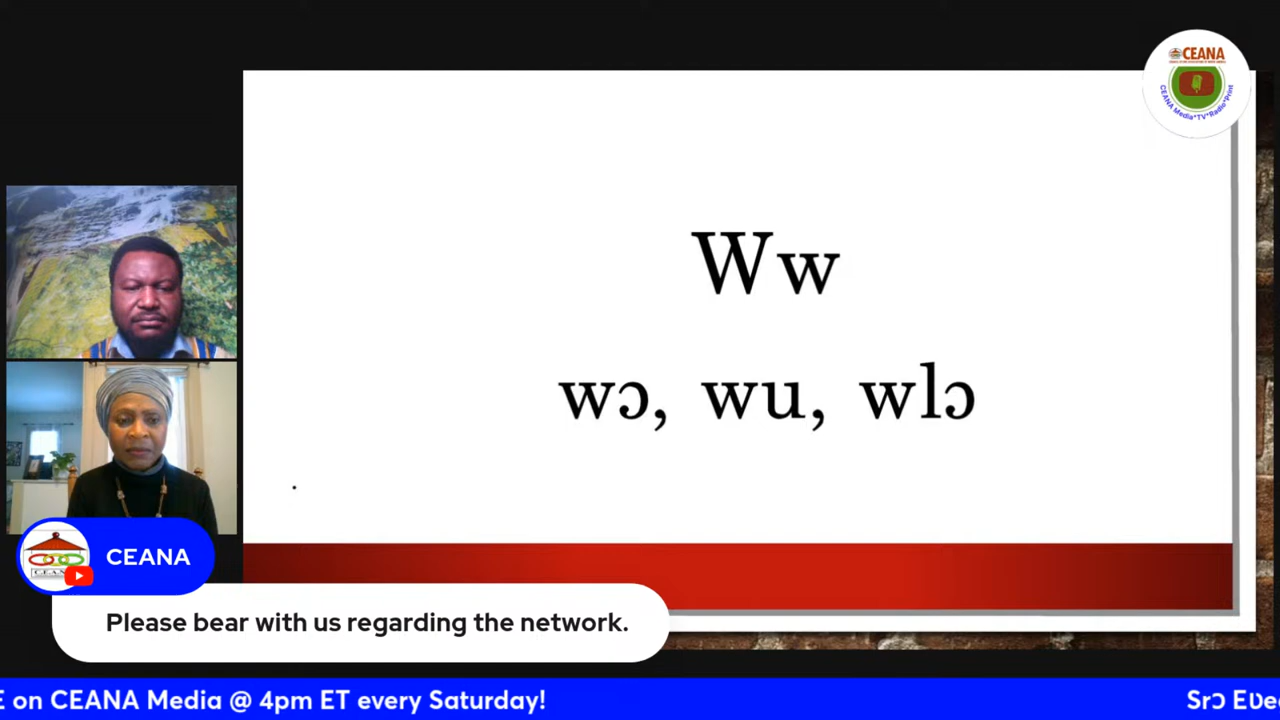 CEANA
CEANA Media*TV*Radio*Print
Ww
wɔ, wu, wlɔ
.
CEANA
Please bear with us regarding the network.
E on CEANA Media @ 4pm ET every Saturday!
Srɔ Eʋe